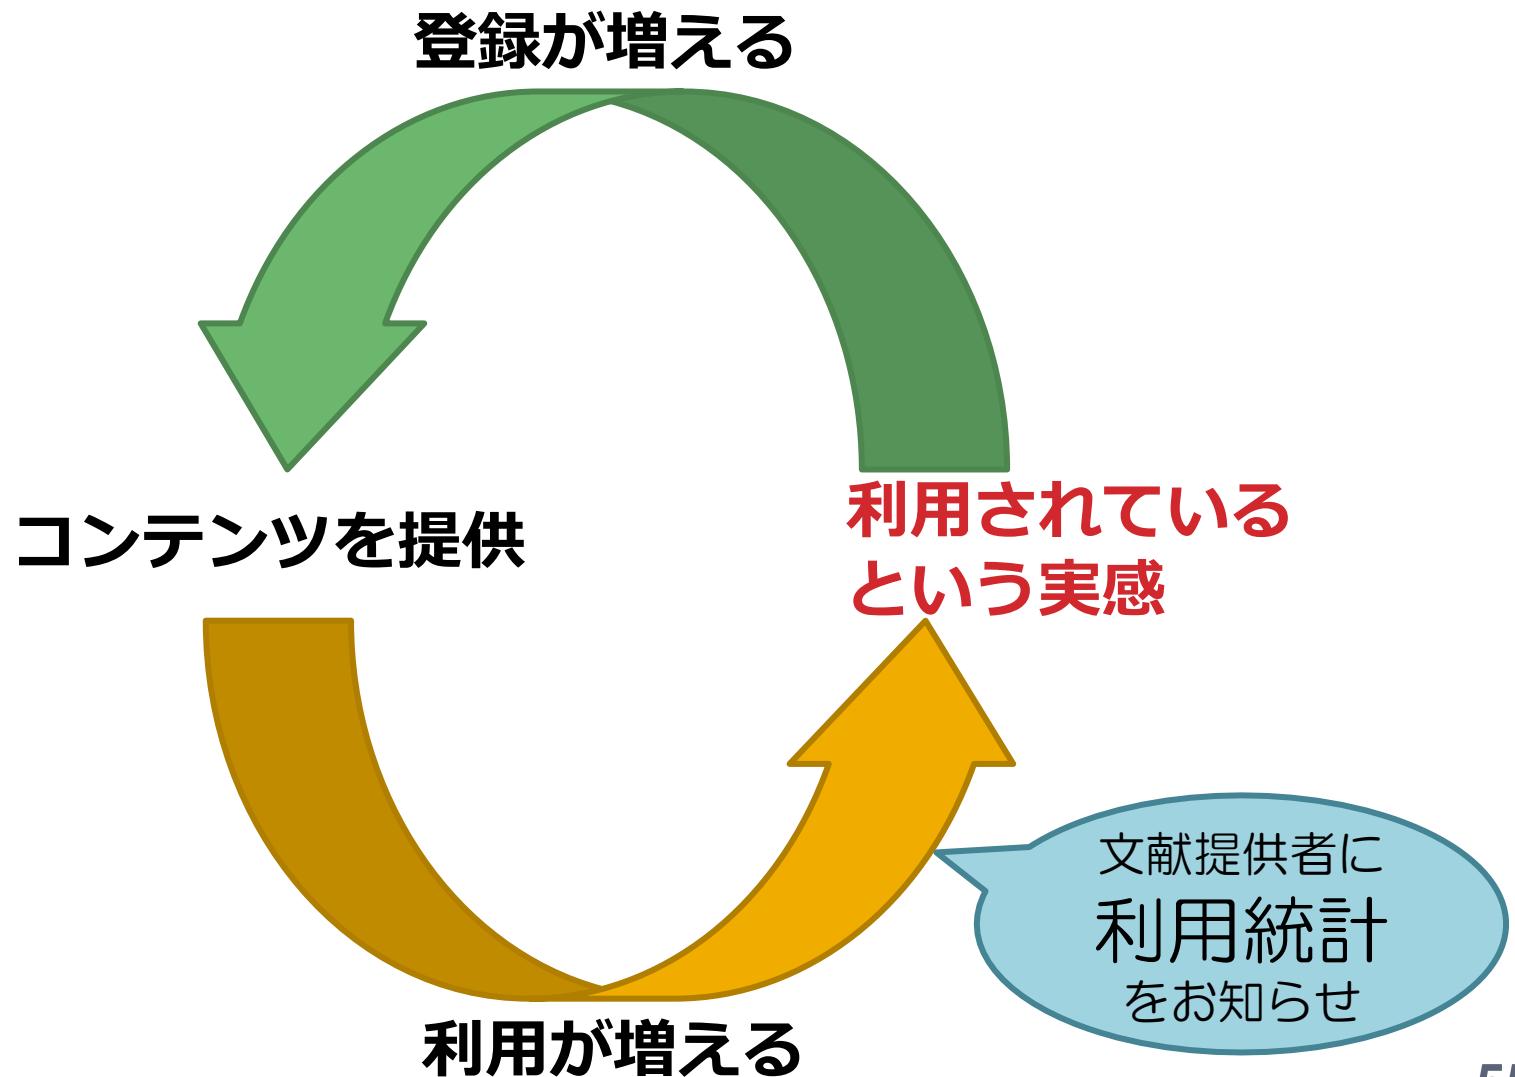 登録が増える
コンテンツを提供
利用されている
という実感
文献提供者に
利用統計
をお知らせ
利用が増える